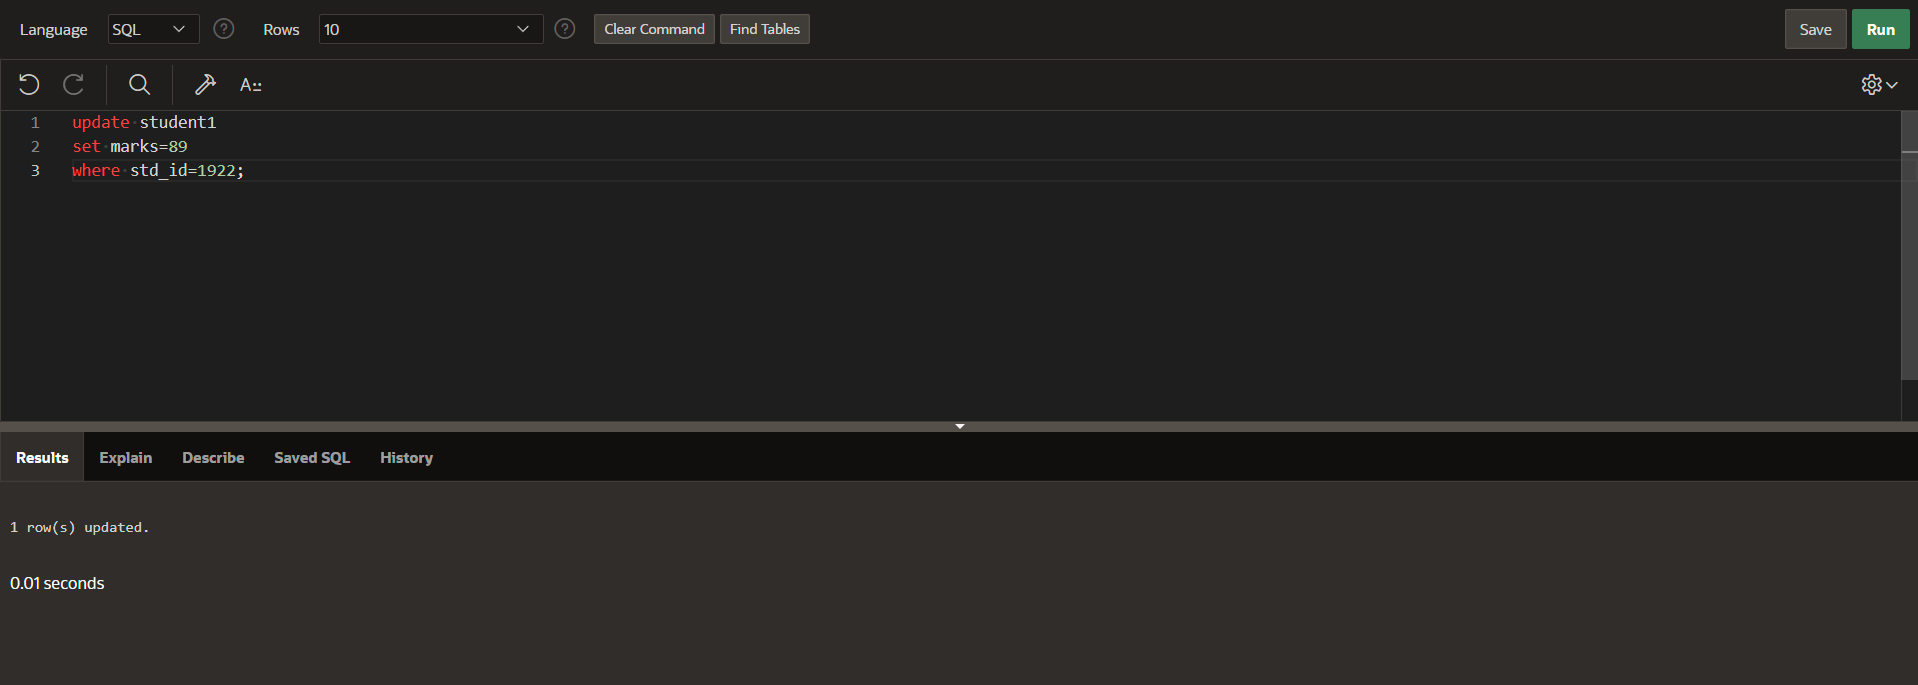 Language SQL ? Rows 10 ? Clear Command Find Tables Save Run
A::
1 update student1
2 set marks=89
3 where std_id=1922;
Results Explain Describe Saved SQL History
1 row(s) updated.
0.01 seconds